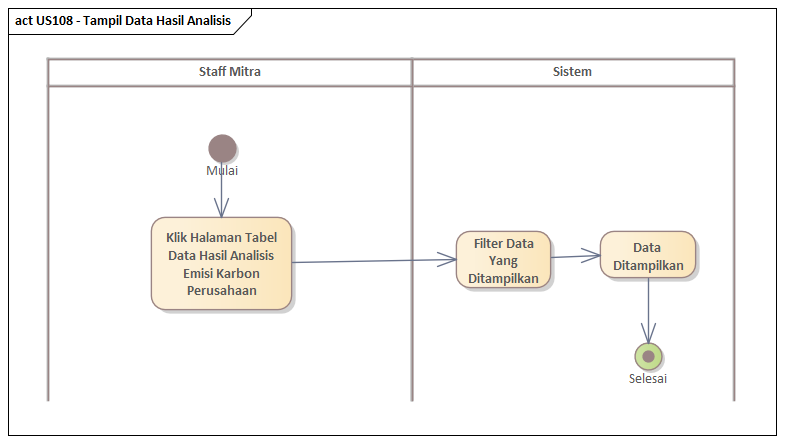 act US108 - Tampil Data Hasil Analisis
Staff Mitra
Sistem
Mulai
Klik Halaman Tabel
Data Hasil Analisis
Emisi Karbon
Perusahaan
Filter Data
Yang
Ditampilkan
Data
Ditampilkan
Selesai